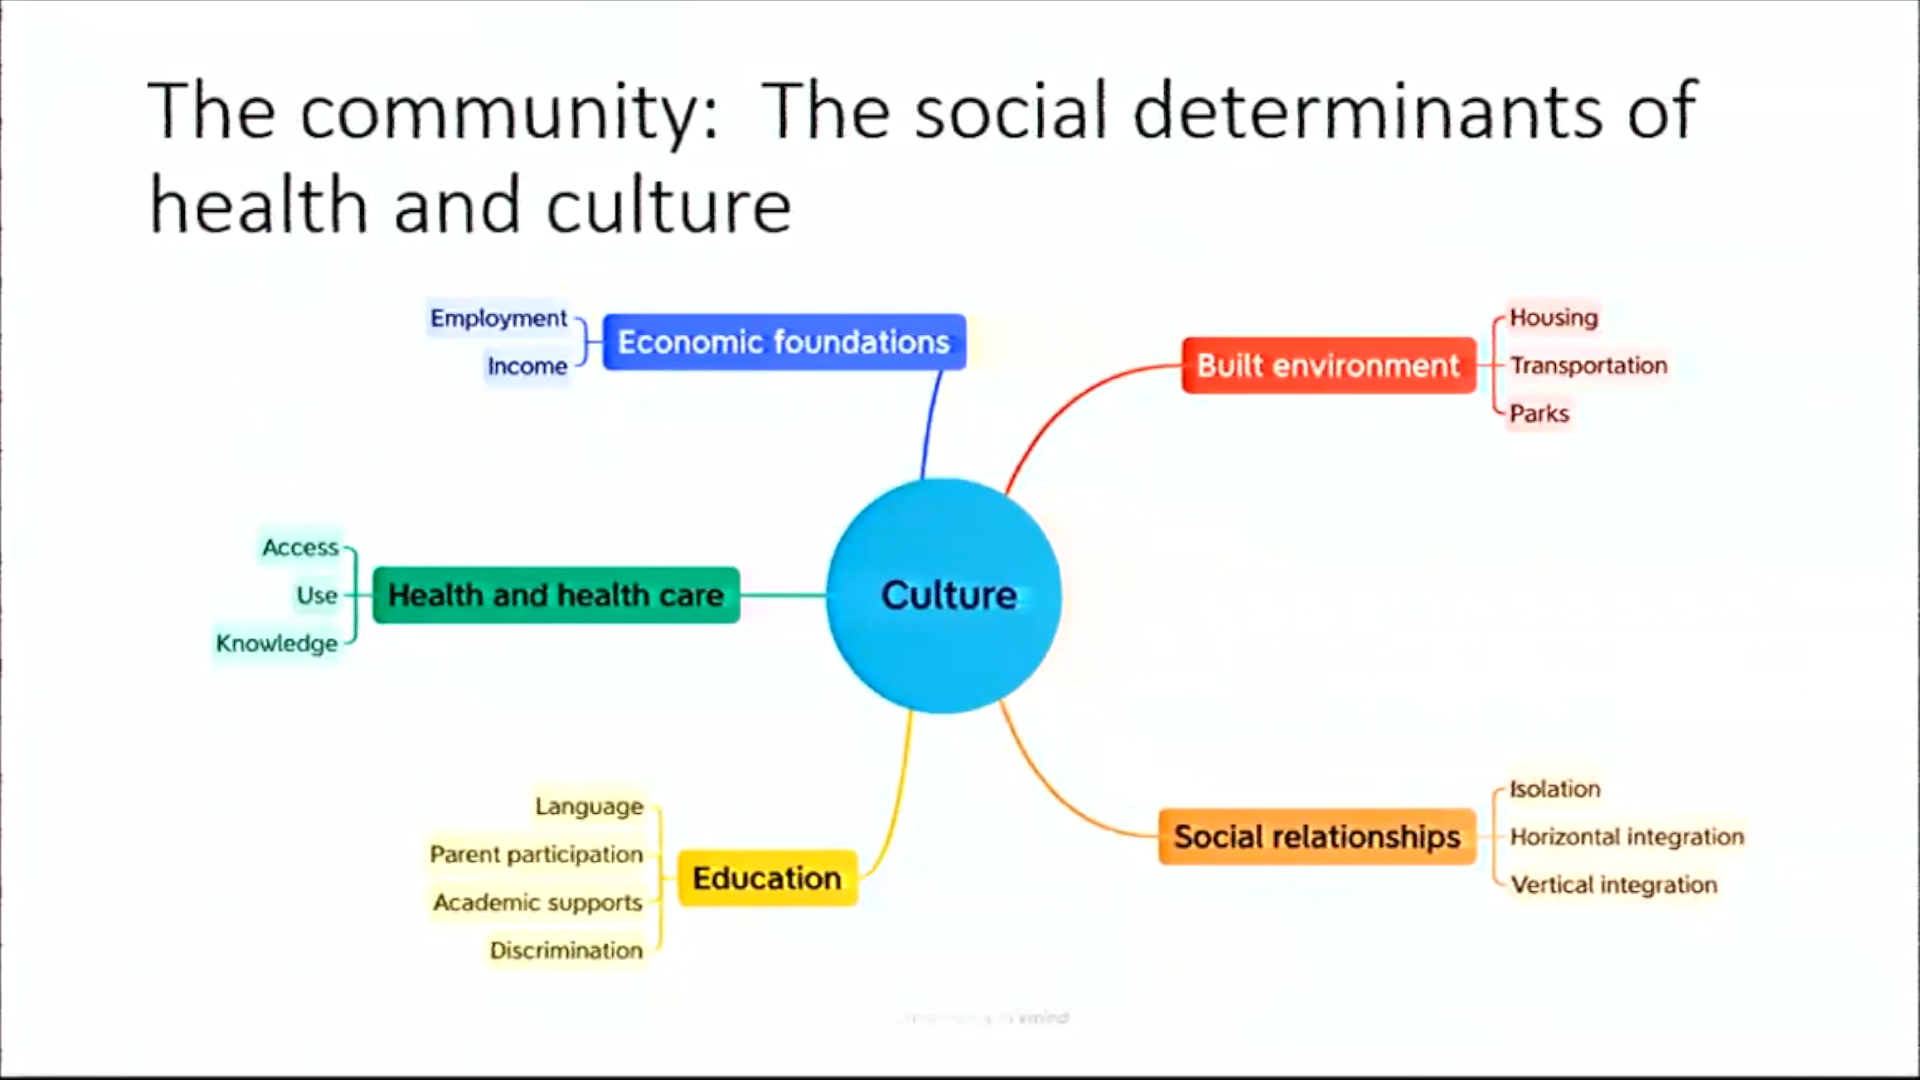 The community:  The social determinants of
health and culture
Employment
Income
Economic foundations
Built environment
Housing
Transportation
Parks
Access
Use
Knowledge
Health and health care
Culture
Language
Parent participation
Academic supports
Discrimination
Education
Social relationships
Isolation
Horizontal integration
Vertical integration
xmind